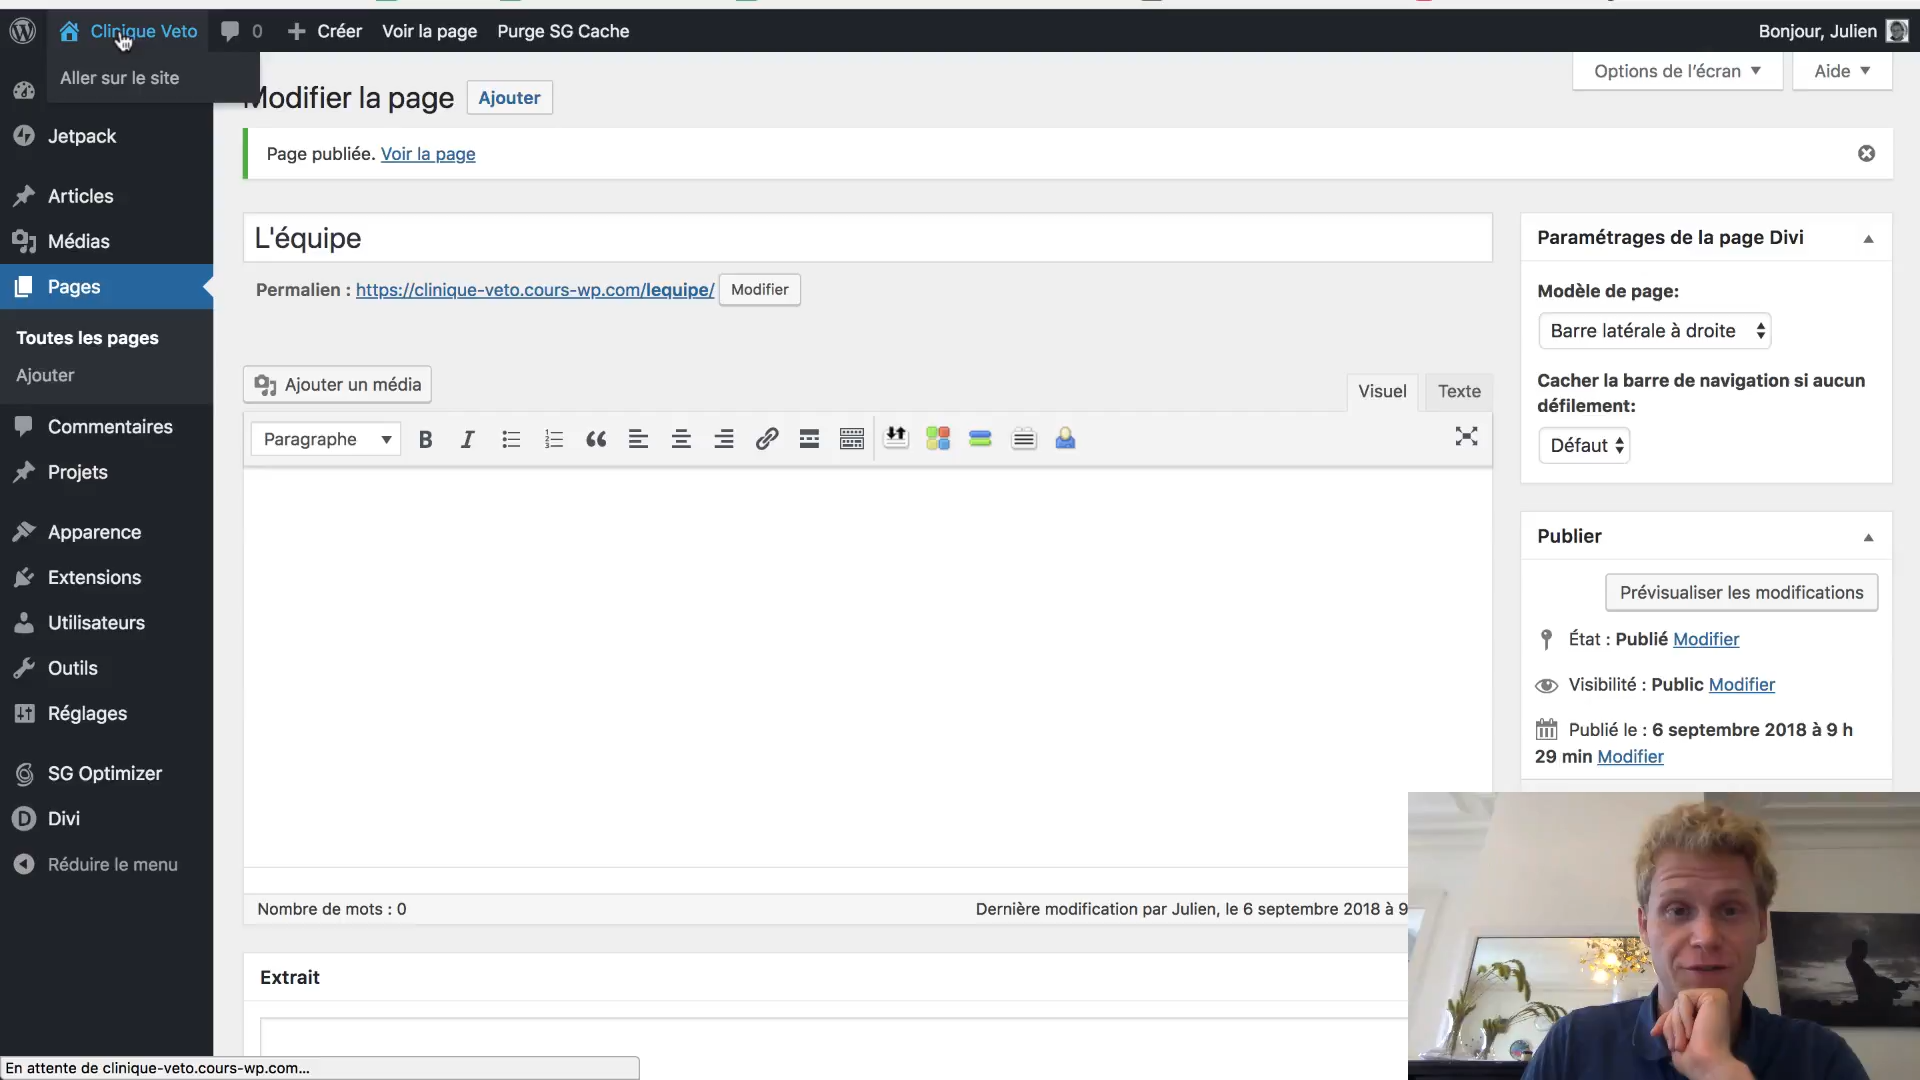 Clinique Veto
0
Créer
Voir la page
Purge SG Cache
Bonjour, Julien
Aller sur le site
Options de l'écran
Aide
Modifier la page
Ajouter
Jetpack
Page publiée. Voir la page
Articles
Médias
Pages
Toutes les pages
Ajouter
Commentaires
Projets
Apparence
Extensions
Utilisateurs
Outils
Réglages
SG Optimizer
Divi
Réduire le menu
L'équipe
Permalien : https://clinique-veto.cours-wp.com/lequipe/
Modifier
Ajouter un média
Visuel
Texte
Paragraphe
B
I
Nombre de mots : 0
Dernière modification par Julien, le 6 septembre 2018 à 9
Extrait
Paramétrages de la page Divi
Modèle de page:
Barre latérale à droite
Cacher la barre de navigation si aucun
défilement:
Défaut
Publier
Prévisualiser les modifications
État : Publié Modifier
Visibilité : Public Modifier
Publié le : 6 septembre 2018 à 9 h
29 min Modifier
En attente de clinique-veto.cours-wp.com...